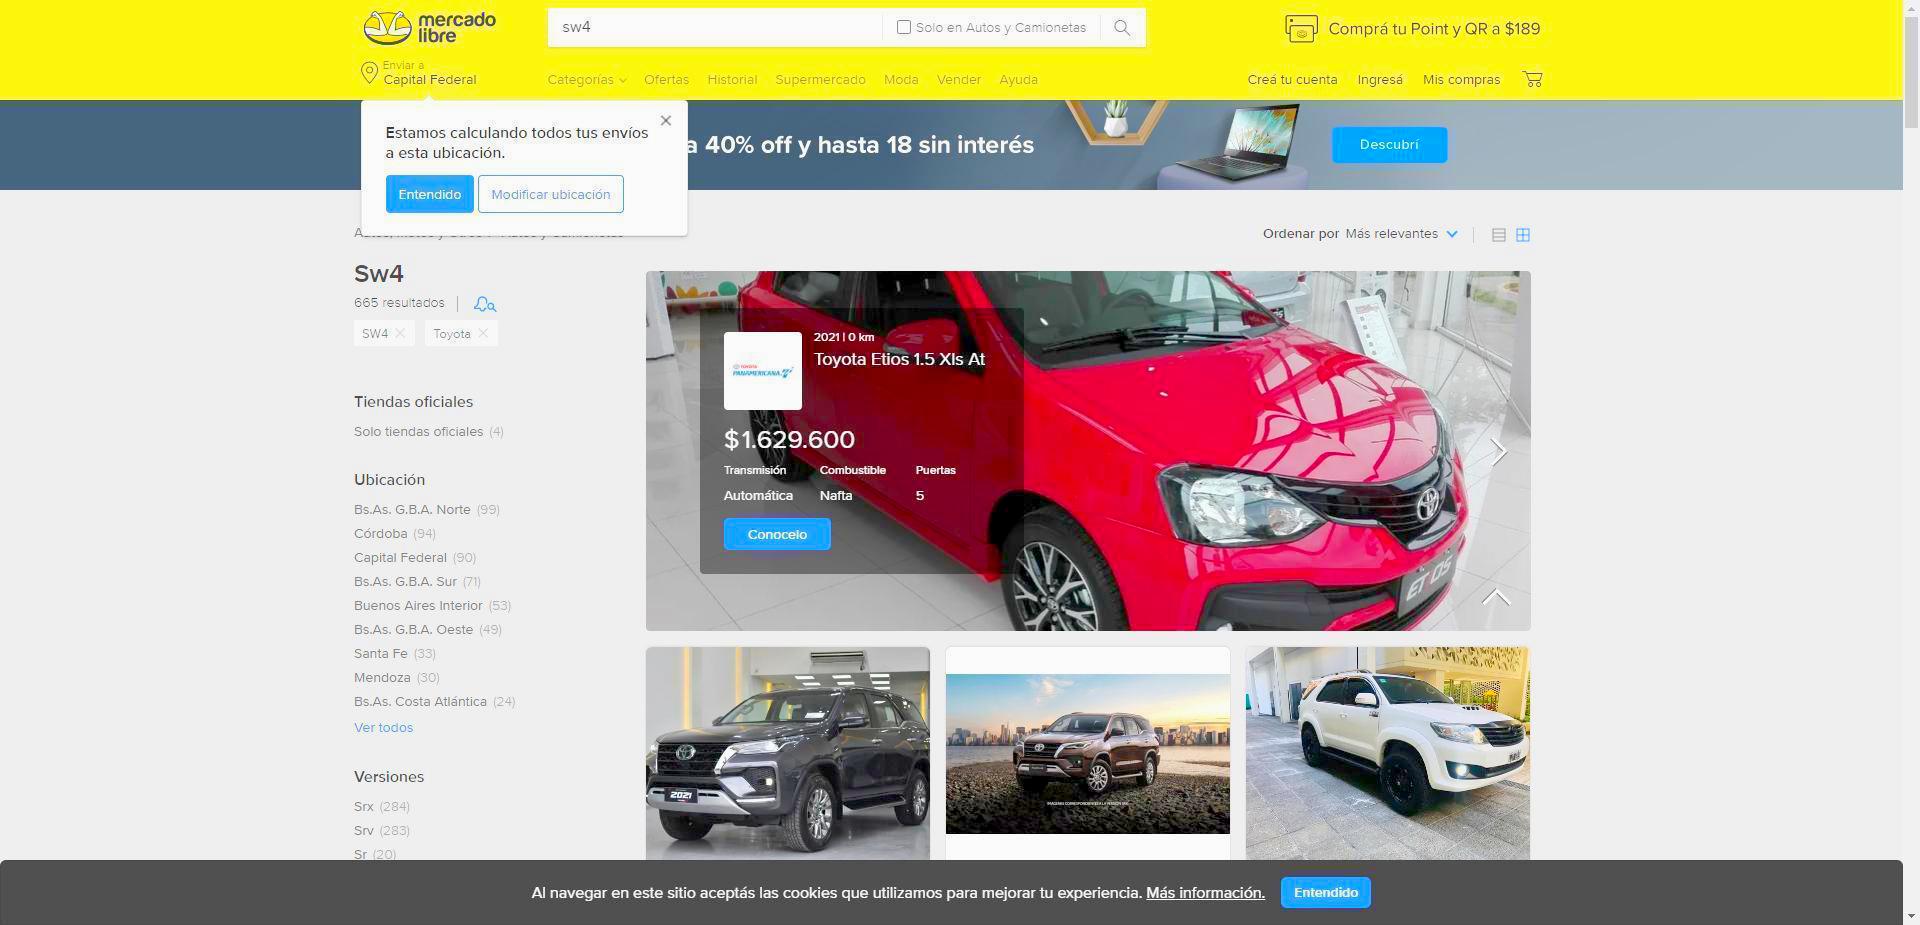 mercado
libre
sw4
Solo en Autos y Camionetas
Comprá tu Point y QR a $189
Enviar a
Capital Federal
Categorías
Ofertas
Historial
Supermercado
Moda
Vender
Ayuda
Creá tu cuenta
Ingresá
Mis compras
Estamos calculando todos tus envíos
a esta ubicación.
Entendido
Modificar ubicación
a 40% off y hasta 18 sin interés
Descubrí
Ordenar por Más relevantes
Sw4
665 resultados
SW4
Toyota
Tiendas oficiales
Solo tiendas oficiales (4)
Ubicación
Bs.As. G.B.A. Norte (99)
Córdoba (94)
Capital Federal (90)
Bs.As. G.B.A. Sur (71)
Buenos Aires Interior (53)
Bs.As. G.B.A. Oeste (49)
Santa Fe (33)
Mendoza (30)
Bs.As. Costa Atlántica (24)
Ver todos
Versiones
Srx (284)
Srv (283)
Sr (20)
TOYOTA
PANAMERICANA
2021 | 0 km
Toyota Etios 1.5 Xls At
$1.629.600
Transmisión
Combustible
Puertas
Automática
Nafta
5
Conocelo
ETIOS
2021
Al navegar en este sitio aceptás las cookies que utilizamos para mejorar tu experiencia. Más información.
Entendido